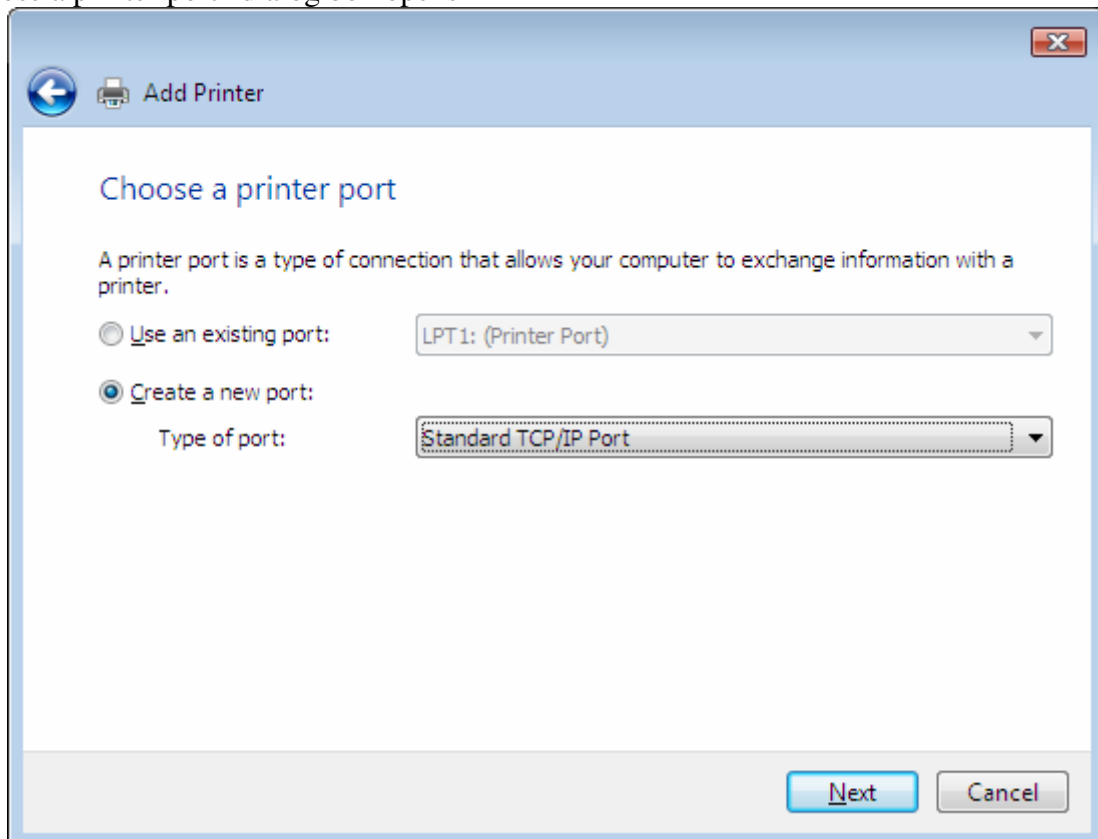 Add Printer
Choose a printer port
A printer port is a type of connection that allows your computer to exchange information with a
printer.
Use an existing port:
LPT1: (Printer Port)
Create a new port:
Type of port:
Standard TCP/IP Port
Next
Cancel